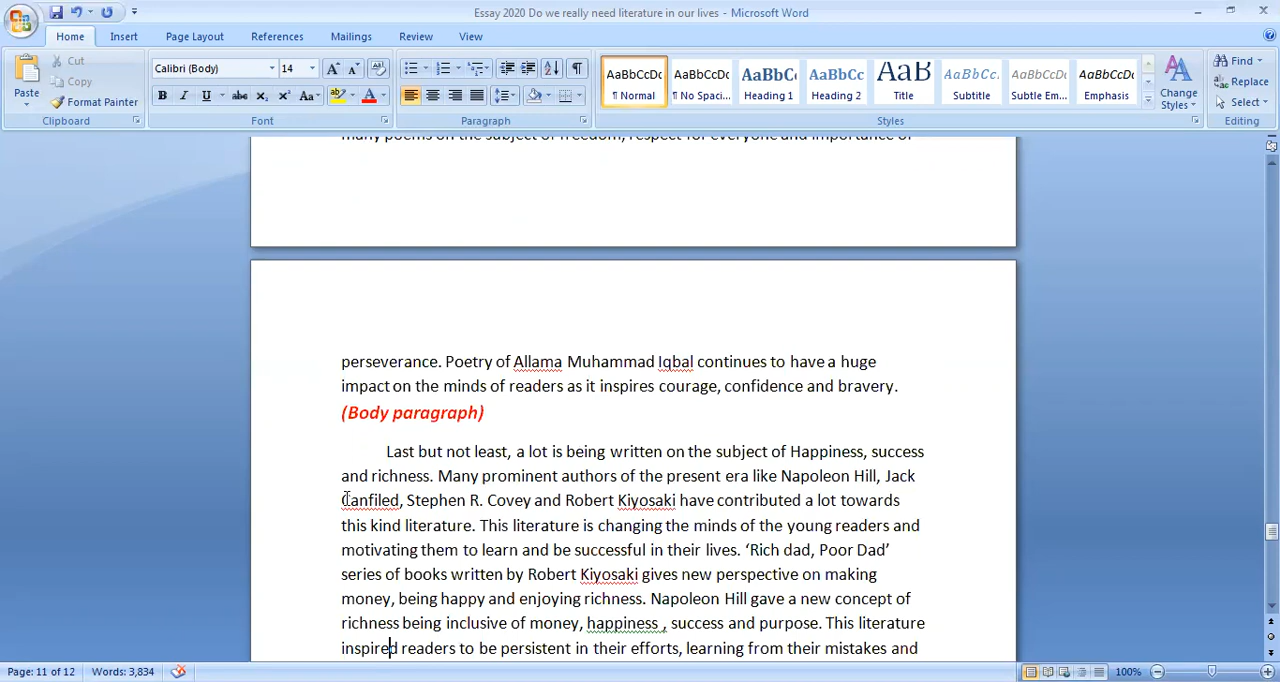 Essay 2020 Do we really need literature in our lives - Microsoft Word
Home Insert Page Layout References Mailings Review View
Paste
Cut
Copy
Format Painter
Clipboard
Calibri (Body) 14
Font
Paragraph
AaBbCcDc AaBbCcDc AaBbCc AaBbCc AaB AaBbCc. AaBbCcDc AaBbCcDc
¶ Normal ¶ No Spaci... Heading 1 Heading 2 Title Subtitle Subtle Em... Emphasis
Change Styles
Styles
Find
Replace
Select
Editing
many poems on the subject of freedom, respect for everyone and importance of
perseverance. Poetry of Allama Muhammad Iqbal continues to have a huge
impact on the minds of readers as it inspires courage, confidence and bravery.
(Body paragraph)
Last but not least, a lot is being written on the subject of Happiness, success
and richness. Many prominent authors of the present era like Napoleon Hill, Jack
Canfiled, Stephen R. Covey and Robert Kiyosaki have contributed a lot towards
this kind literature. This literature is changing the minds of the young readers and
motivating them to learn and be successful in their lives. ‘Rich dad, Poor Dad’
series of books written by Robert Kiyosaki gives new perspective on making
money, being happy and enjoying richness. Napoleon Hill gave a new concept of
richness being inclusive of money, happiness , success and purpose. This literature
inspired readers to be persistent in their efforts, learning from their mistakes and
Page: 11 of 12 Words: 3,834 100%